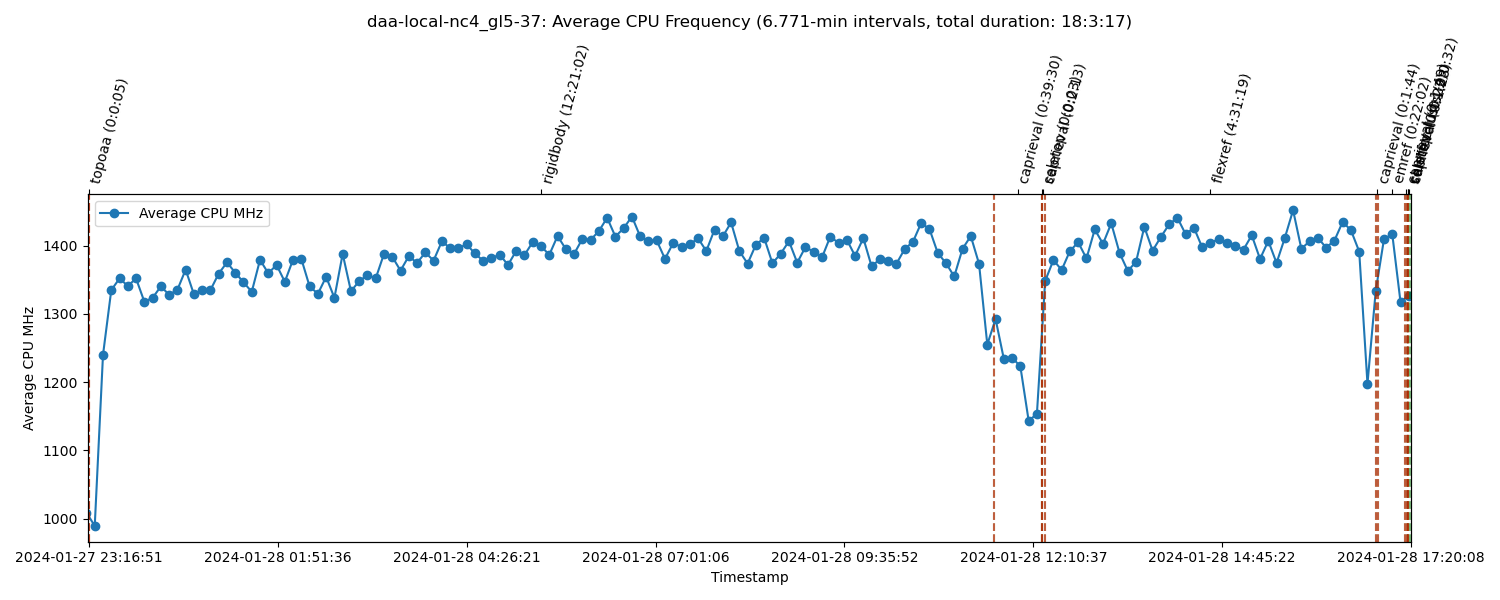 daa-local-nc4_gl5-37: Average CPU Frequency (6.771-min intervals, total duration: 18:3:17)
topoaa (0:0:05)
rigidbody (12:21:02)
caprieval (0:39:30)
flexref (4:31:19)
caprieval (0:1:44)
emref (0:22:02)
Average CPU MHz
Average CPU MHz
1400
1300
1200
1100
1000
2024-01-27 23:16:51
2024-01-28 01:51:36
2024-01-28 04:26:21
2024-01-28 07:01:06
2024-01-28 09:35:52
2024-01-28 12:10:37
2024-01-28 14:45:22
2024-01-28 17:20:08
Timestamp